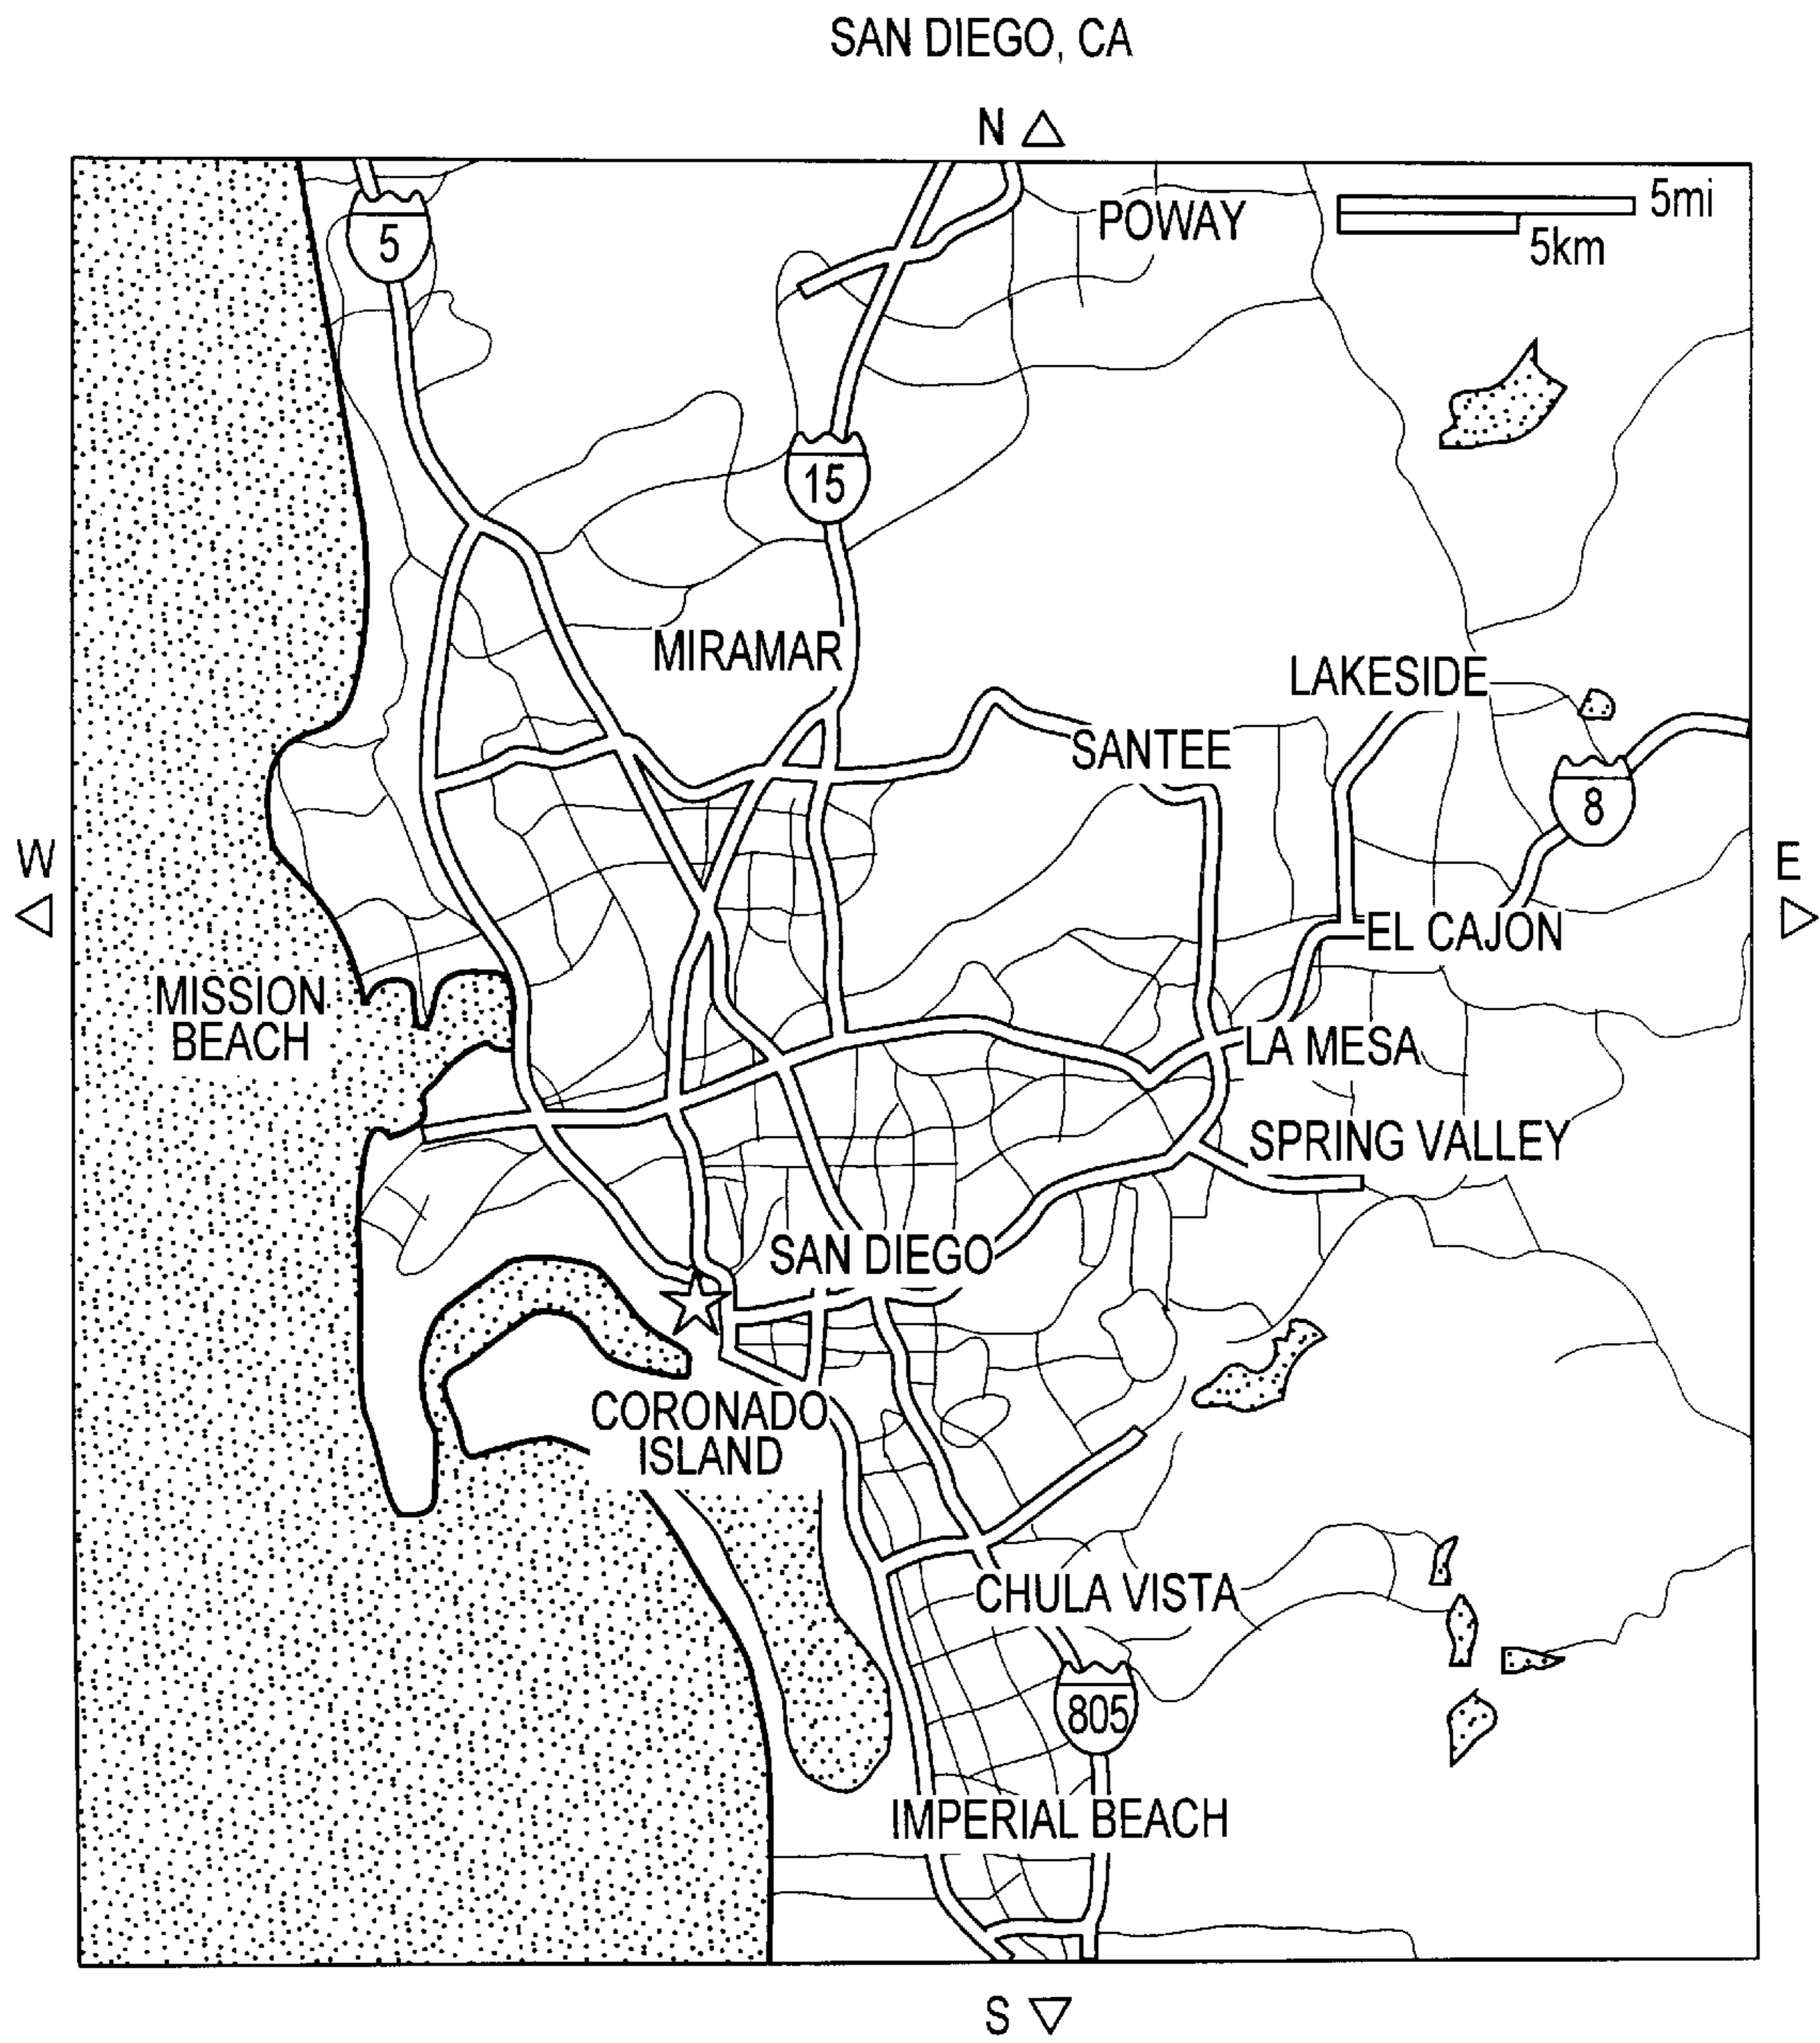 SAN DIEGO, CA
N
POWAY
5mi
5km
5
15
MIRAMAR
LAKESIDE
SANTEE
8
W
E
EL CAJON
MISSION
BEACH
LA MESA
SPRING VALLEY
SAN DIEGO
CORONADO
ISLAND
CHULA VISTA
805
IMPERIAL BEACH
S